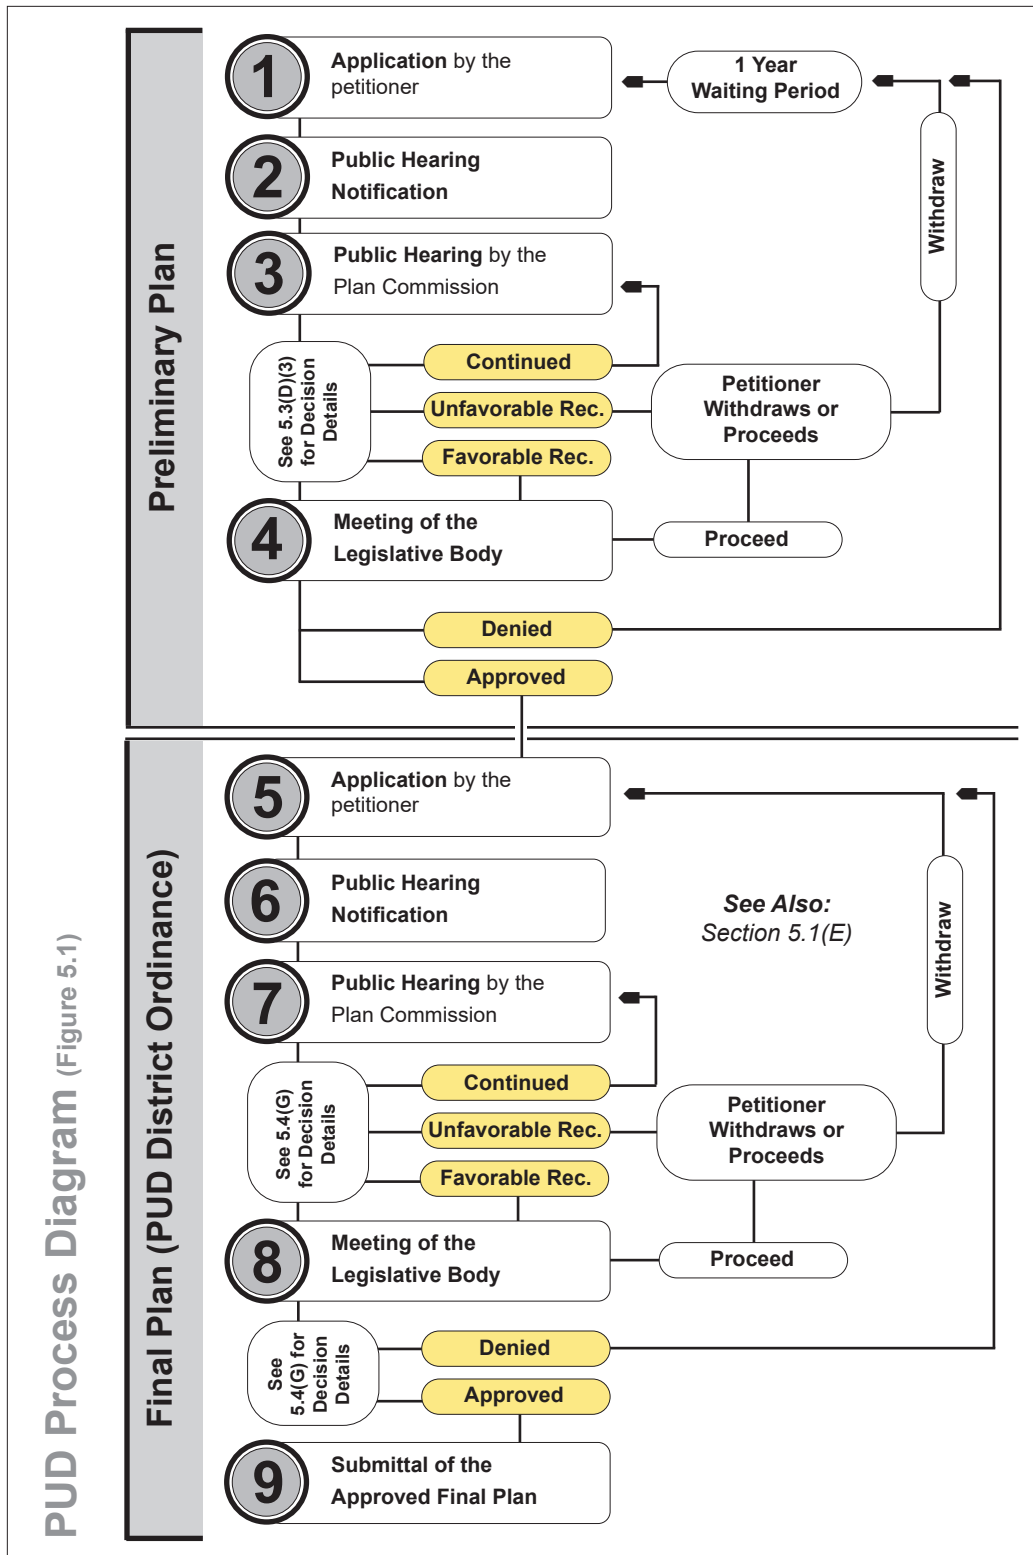 PUD Process Diagram (Figure 5.1)
Preliminary Plan
1
Application by the
petitioner
1 Year
Waiting Period
2
Public Hearing
Notification
Withdraw
3
Public Hearing by the
Plan Commission
See 5.3(D)(3)
for Decision
Details
Continued
Unfavorable Rec.
Favorable Rec.
Petitioner
Withdraws or
Proceeds
4
Meeting of the
Legislative Body
Proceed
Denied
Approved
Final Plan (PUD District Ordinance)
5
Application by the
petitioner
6
Public Hearing
Notification
See Also:
Section 5.1(E)
Withdraw
7
Public Hearing by the
Plan Commission
See 5.4(G)
for Decision
Details
Continued
Unfavorable Rec.
Favorable Rec.
Petitioner
Withdraws or
Proceeds
8
Meeting of the
Legislative Body
Proceed
See
5.4(G) for
Decision
Details
Denied
Approved
9
Submittal of the
Approved Final Plan